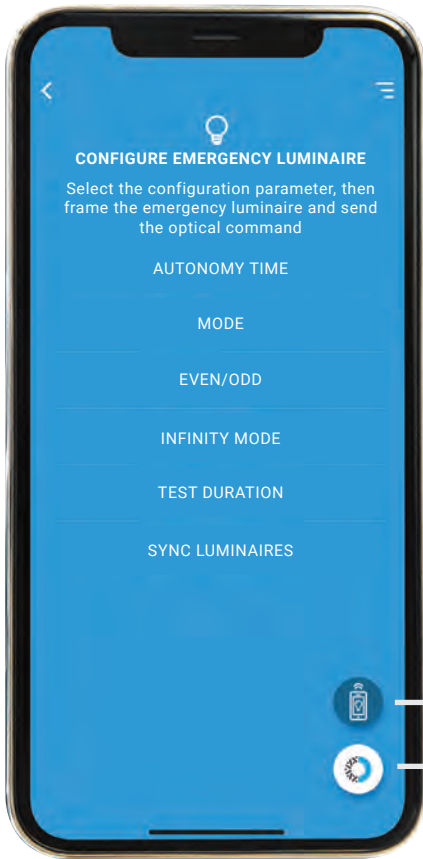 CONFIGURE EMERGENCY LUMINAIRE
Select the configuration parameter, then
frame the emergency luminaire and send
the optical command
AUTONOMY TIME
MODE
EVEN/ODD
INFINITY MODE
TEST DURATION
SYNC LUMINAIRES